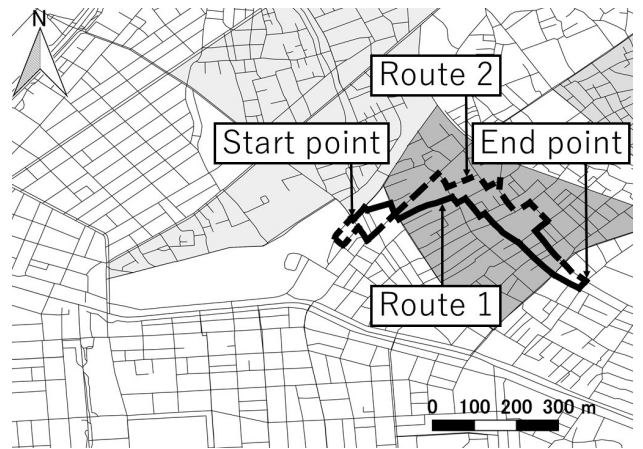 N
Route 2
Start point
End point
Route 1
0 100 200 300 m